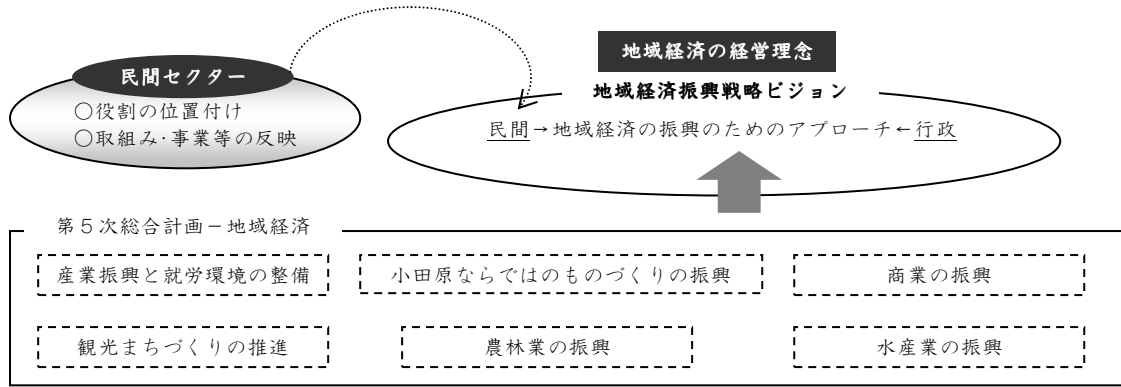 民間セクター
○役割の位置付け
○取組み･事業等の反映
地域経済の経営理念
地域経済振興戦略ビジョン
民間→地域経済の振興のためのアプローチ←行政
第５次総合計画－地域経済
産業振興と就労環境の整備
小田原ならではのものづくりの振興
商業の振興
観光まちづくりの推進
農林業の振興
水産業の振興